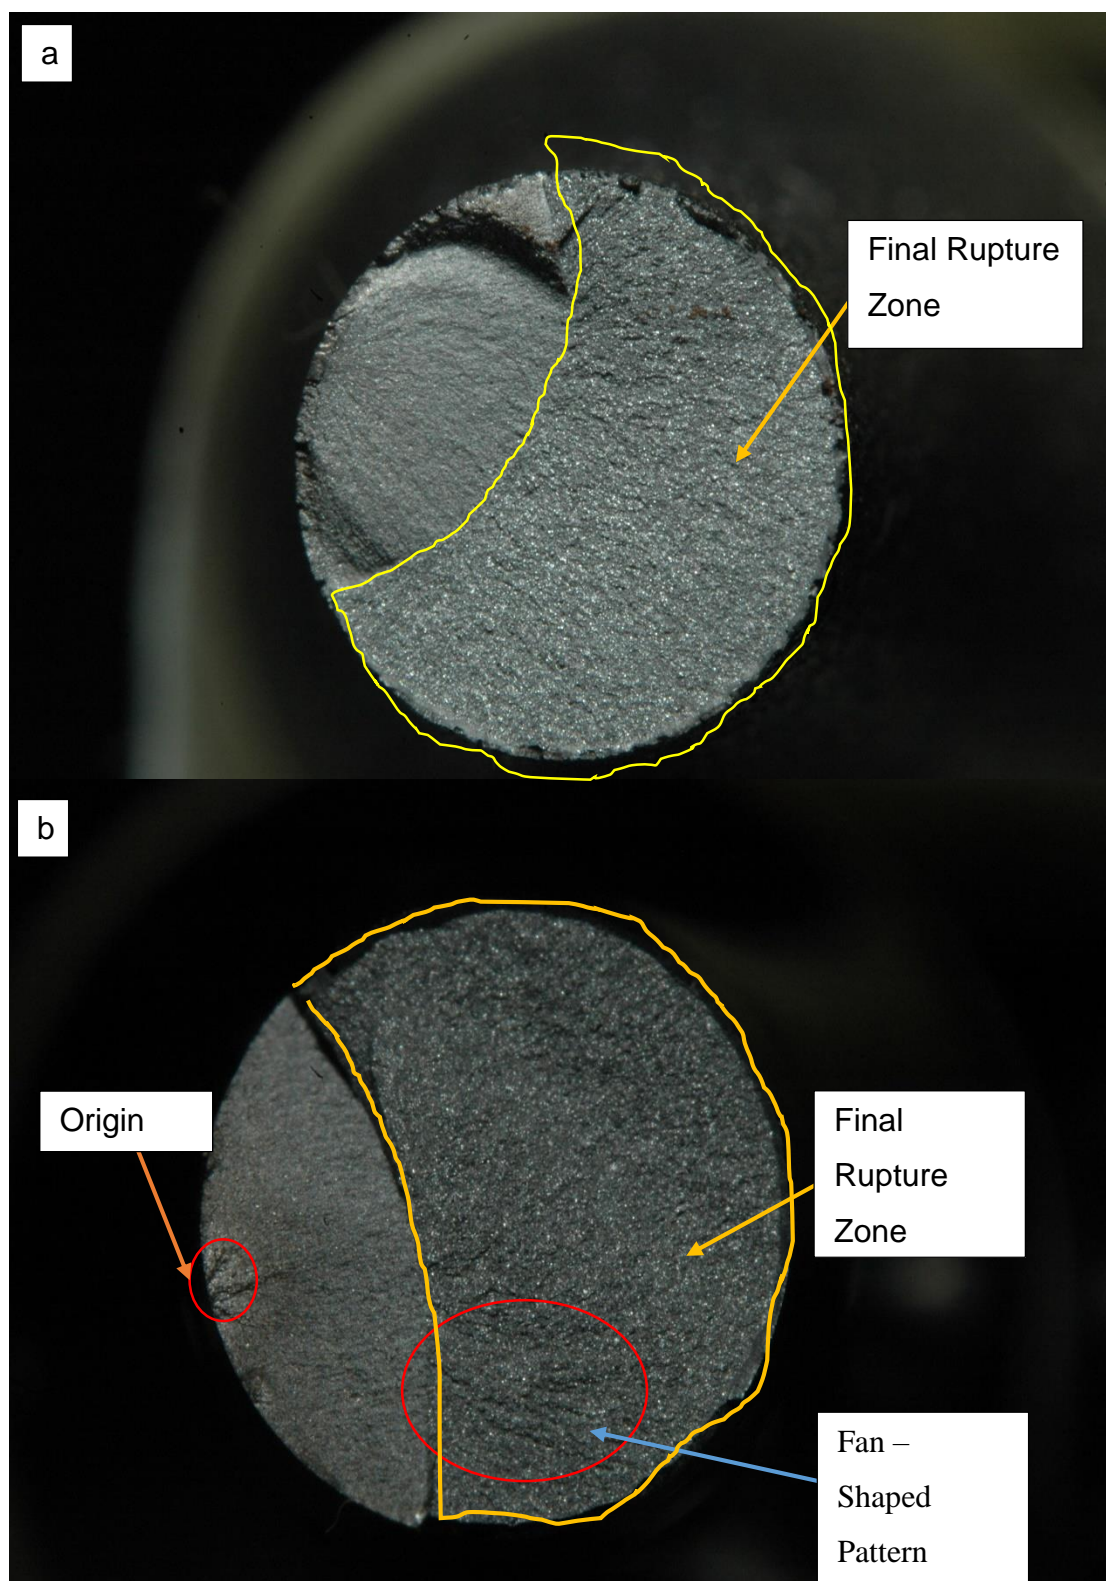 a
Final Rupture
Zone
b
Origin
Final
Rupture
Zone
Fan –
Shaped
Pattern